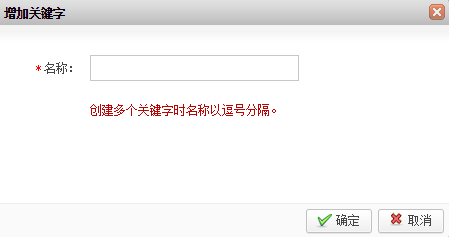 增加关键字
*名称：
创建多个关键字时名称以逗号分隔。
确定
取消